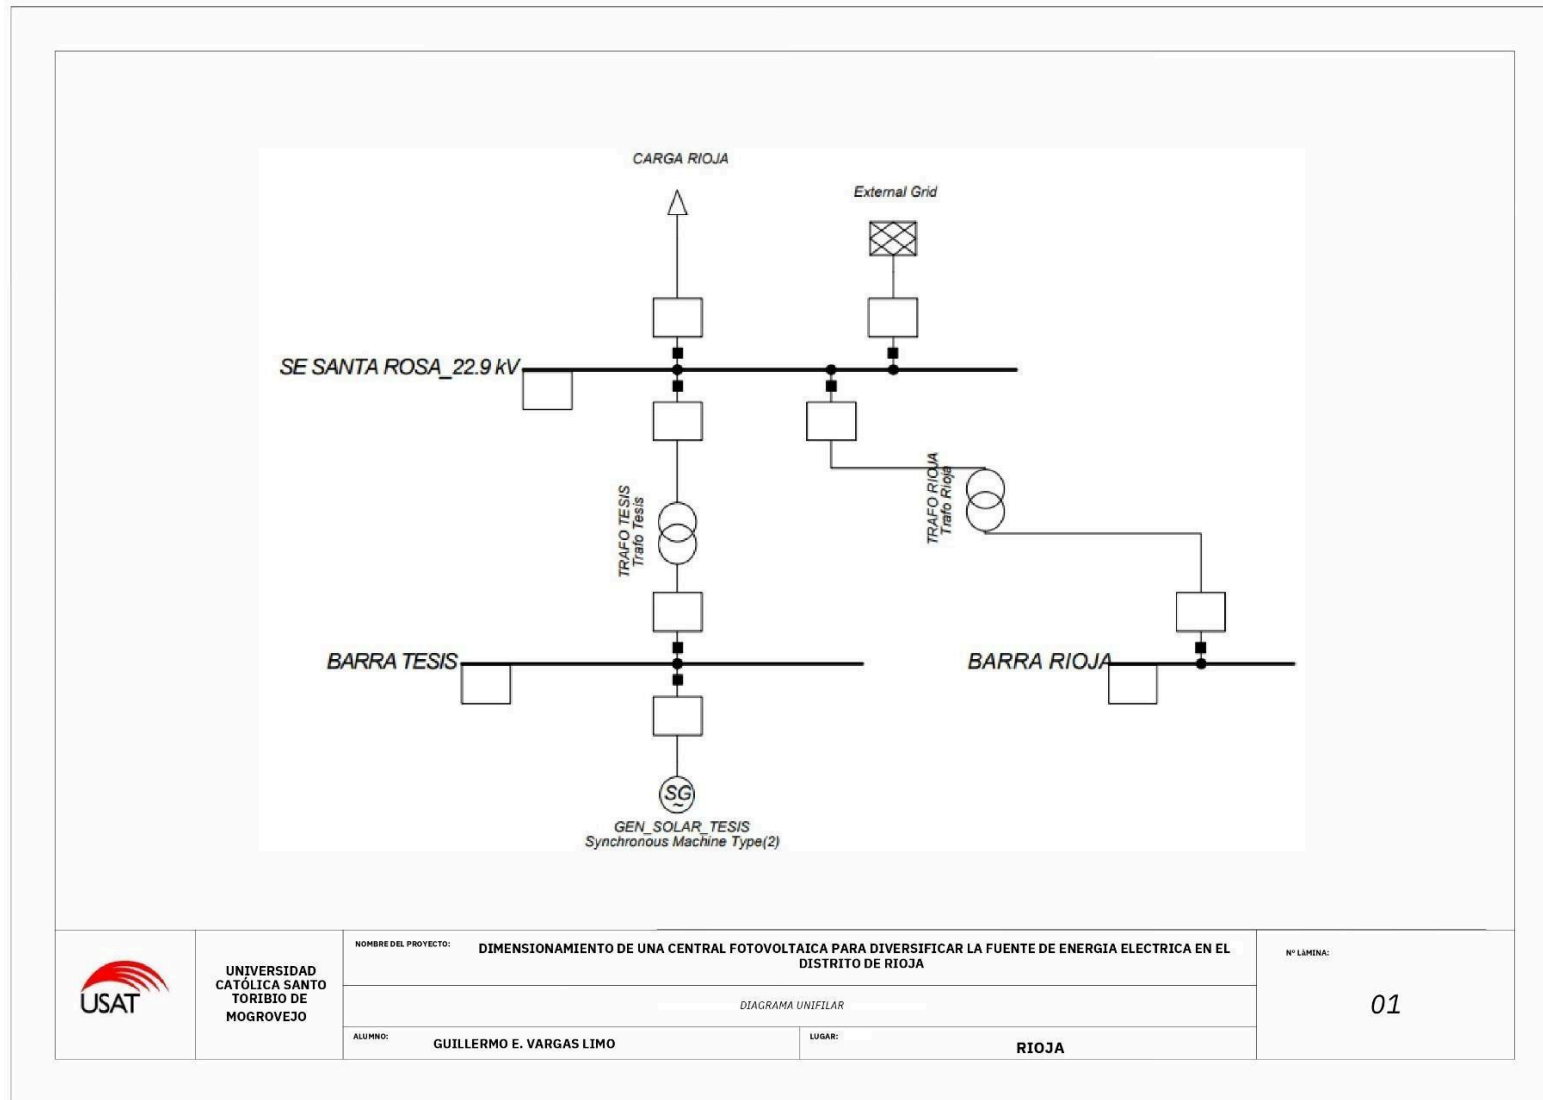 CARGA RIOJA
External Grid
SE SANTA ROSA_22.9 kV
TRAFO TESIS
Trafo Tesis
TRAFO RIOJA
Trafo Rioja
BARRA TESIS
BARRA RIOJA
SG
~
GEN_SOLAR_TESIS
Synchronous Machine Type(2)
USAT
UNIVERSIDAD
CATÓLICA SANTO
TORIBIO DE
MOGROVEJO
NOMBRE DEL PROYECTO:
DIMENSIONAMIENTO DE UNA CENTRAL FOTOVOLTAICA PARA DIVERSIFICAR LA FUENTE DE ENERGIA ELECTRICA EN EL
DISTRITO DE RIOJA
DIAGRAMA UNIFILAR
ALUMNO:
GUILLERMO E. VARGAS LIMO
LUGAR:
RIOJA
Nº LàMINA:
01